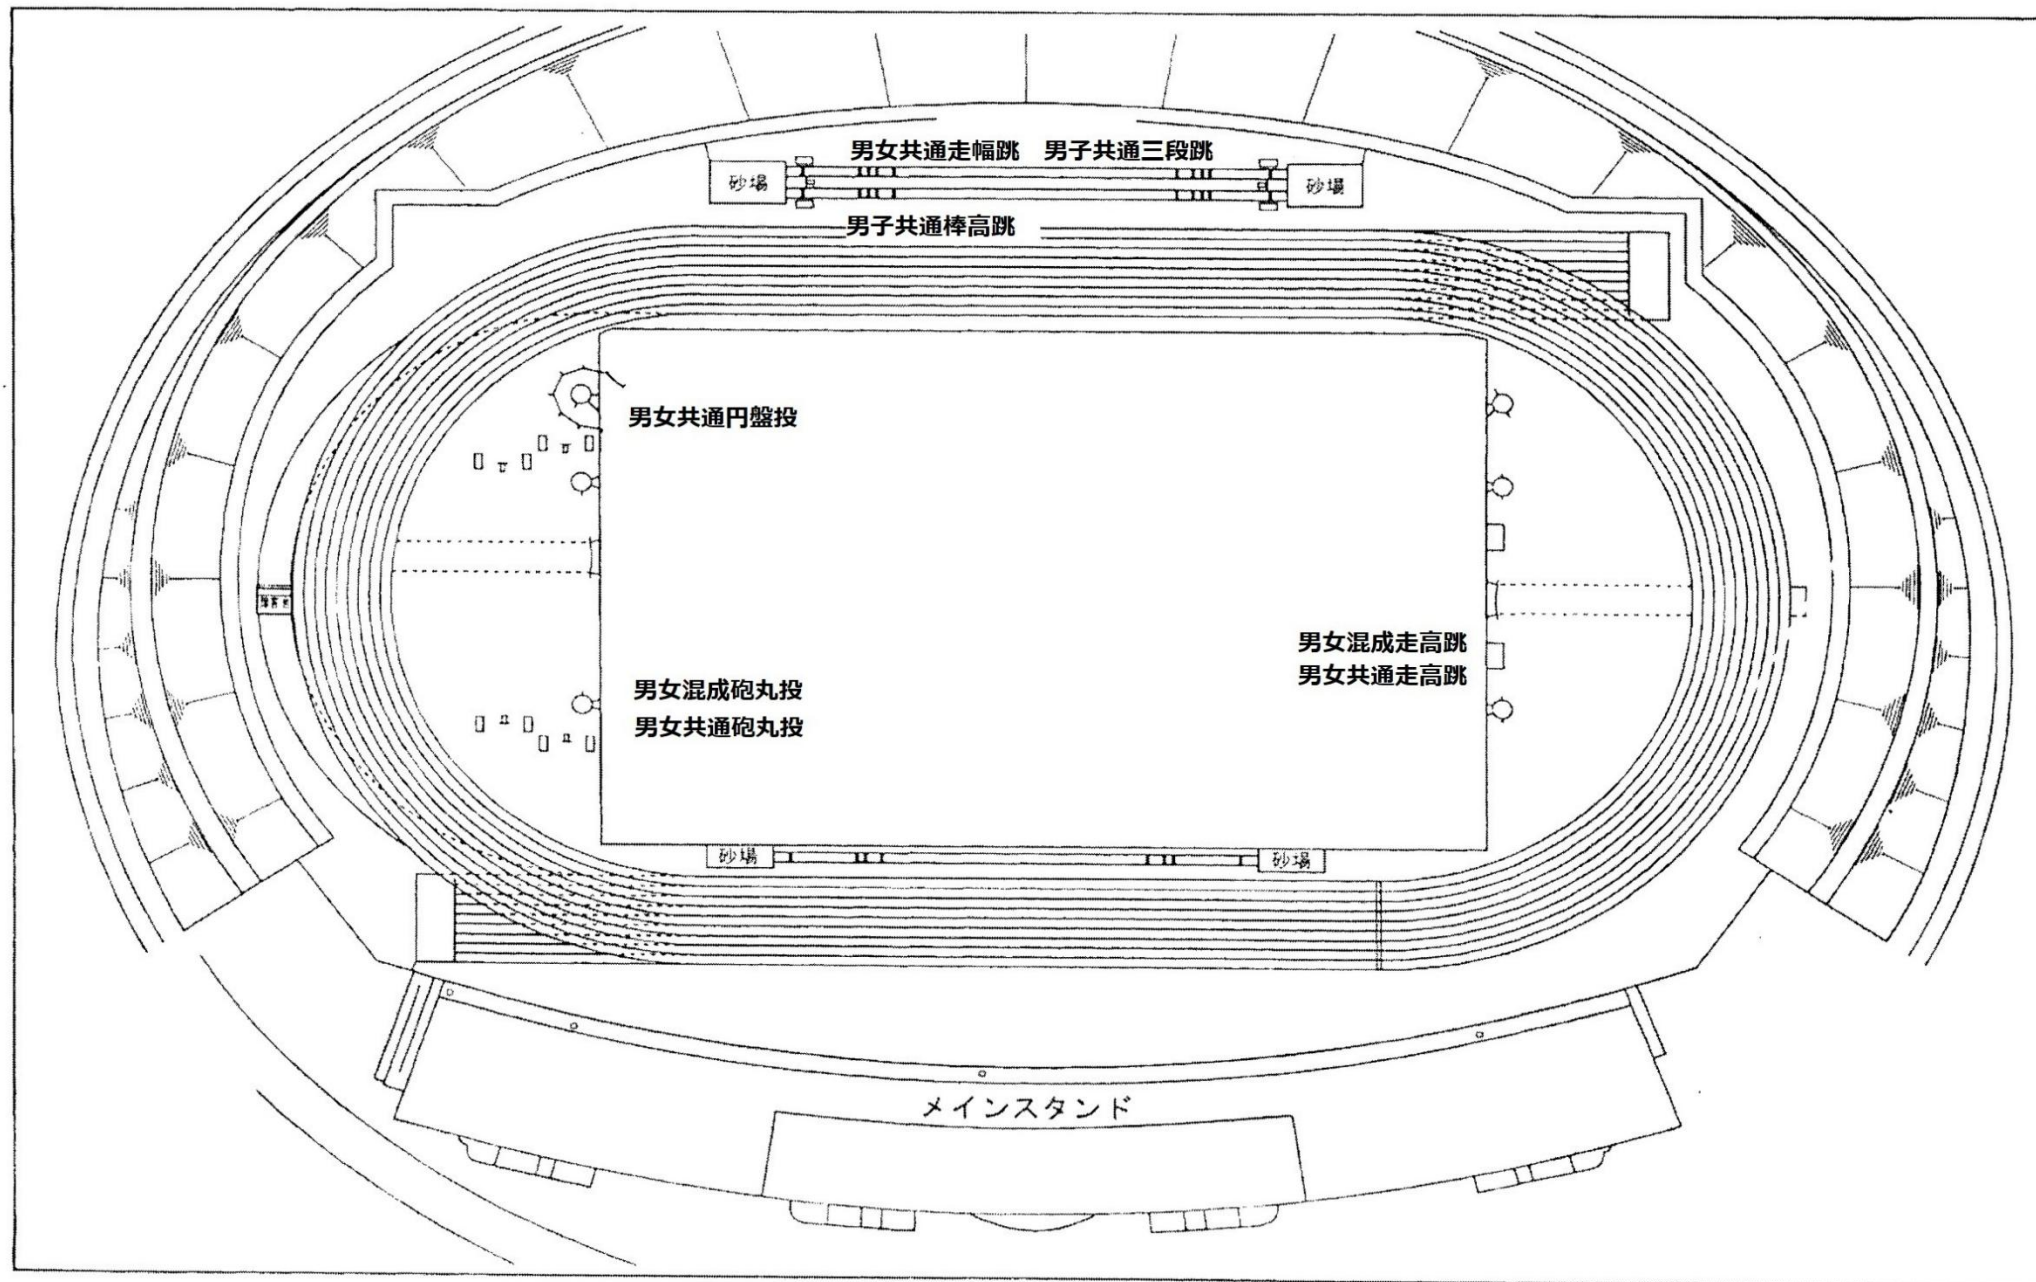 男女共通走幅跳 男子共通三段跳
砂場
砂場
男子共通棒高跳
男女共通円盤投
男女混成走高跳
男女共通走高跳
男女混成砲丸投
男女共通砲丸投
砂場
砂場
メインスタンド